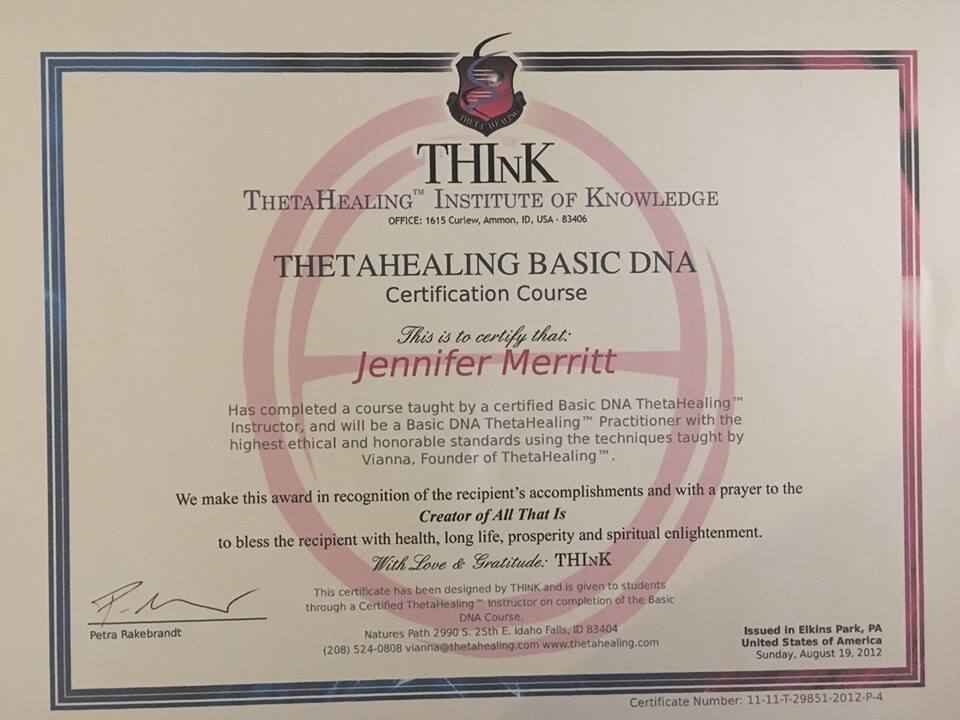 THETA HEALING
THInK
ThetaHealing™ Institute of Knowledge
OFFICE: 1615 Curlew, Ammon, ID, USA - 83406
THETAHEALING BASIC DNA
Certification Course
This is to certify that:
Jennifer Merritt
Has completed a course taught by a certified Basic DNA ThetaHealing™
Instructor, and will be a Basic DNA ThetaHealing™ Practitioner with the
highest ethical and honorable standards using the techniques taught by
Vianna, Founder of ThetaHealing™.
We make this award in recognition of the recipient's accomplishments and with a prayer to the
Creator of All That Is
to bless the recipient with health, long life, prosperity and spiritual enlightenment.
With Love & Gratitude: THInK
This certificate has been designed by THInK and is given to students
through a Certified ThetaHealing™ Instructor on completion of the Basic
DNA Course.
Natures Path 2990 S. 25th E. Idaho Falls, ID 83404
(208) 524-0808 vianna@thetahealing.com www.thetahealing.com
Petra Rakebrandt
Issued in Elkins Park, PA
United States of America
Sunday, August 19, 2012
Certificate Number: 11-11-T-29851-2012-P-4